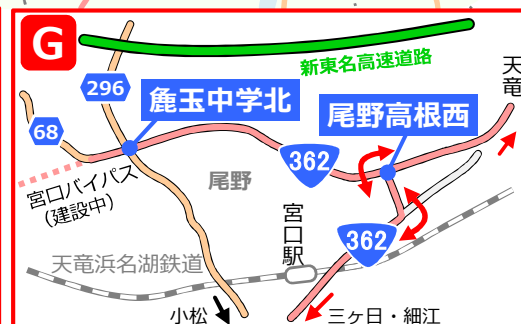 G
新東名高速道路
天竜
296
麁玉中学北
尾野高根西
68
362
宮口バイパス
(建設中)
尾野
宮口駅
362
天竜浜名湖鉄道
小松
三ヶ日・細江